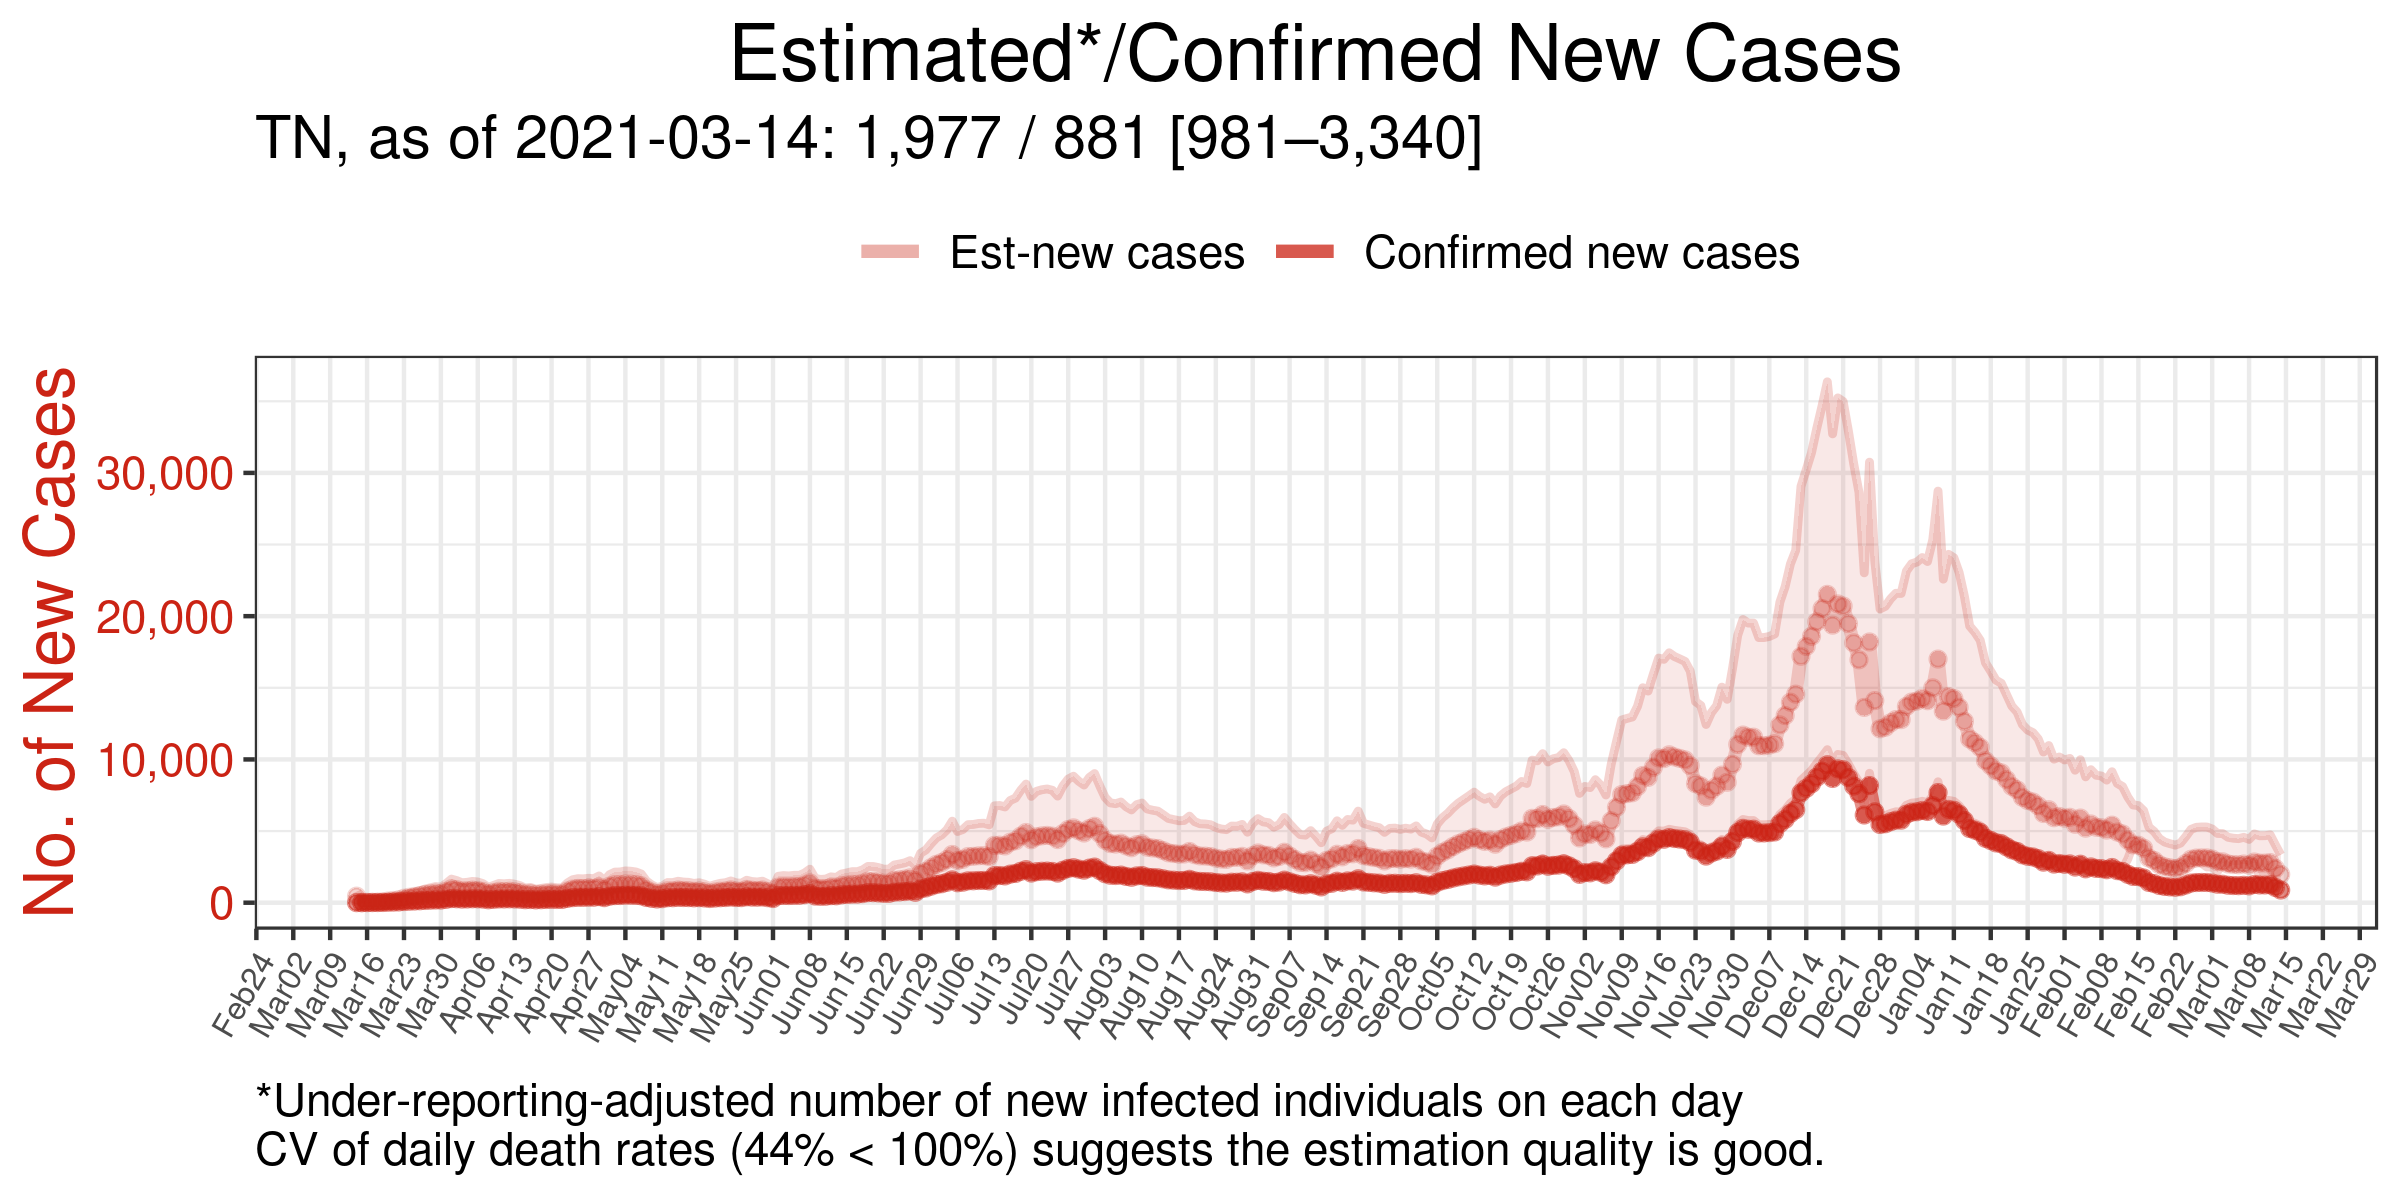 Estimated*/Confirmed New Cases
TN, as of 2021-03-14: 1,977 / 881 [981–3,340]
Est-new cases
Confirmed new cases
No. of New Cases
30,000
20,000
10,000
0
Feb24
Mar02
Mar09
Mar16
Mar23
Mar30
Apr06
Apr13
Apr20
Apr27
May04
May11
May18
May25
Jun01
Jun08
Jun15
Jun22
Jun29
Jul06
Jul13
Jul20
Jul27
Aug03
Aug10
Aug17
Aug24
Aug31
Sep07
Sep14
Sep21
Sep28
Oct05
Oct12
Oct19
Oct26
Nov02
Nov09
Nov16
Nov23
Nov30
Dec07
Dec14
Dec21
Dec28
Jan04
Jan11
Jan18
Jan25
Feb01
Feb08
Feb15
Feb22
Mar01
Mar08
Mar15
Mar22
Mar29
*Under-reporting-adjusted number of new infected individuals on each day
CV of daily death rates (44% < 100%) suggests the estimation quality is good.